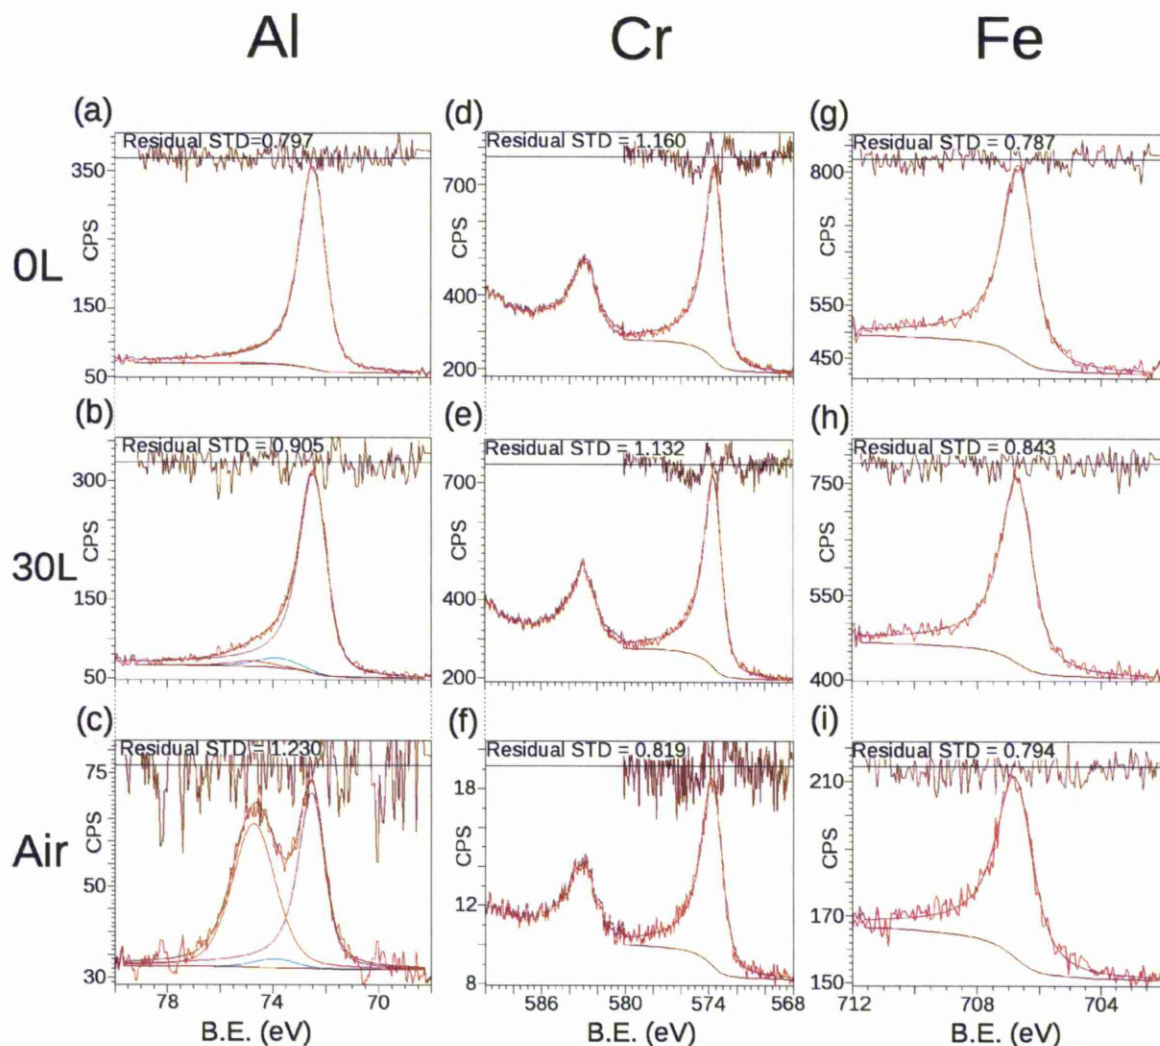 Al Cr Fe
(a) (d) (g)
Residual STD=0.797 Residual STD = 1.160 Residual STD = 0.787
350 700 800
CPS CPS CPS
0L
150 400 550
450
50 200
(b) (e) (h)
Residual STD = 0.905 Residual STD = 1.132 Residual STD = 0.843
300 700 750
CPS CPS CPS
30L
150 400 550
50 200 400
(c) (f) (i)
Residual STD = 1.230 Residual STD = 0.819 Residual STD = 0.794
75 18 210
CPS CPS CPS
Air
50 12 170
30 8 150
78 74 70 586 580 574 568 712 708 704
B.E. (eV) B.E. (eV) B.E. (eV)